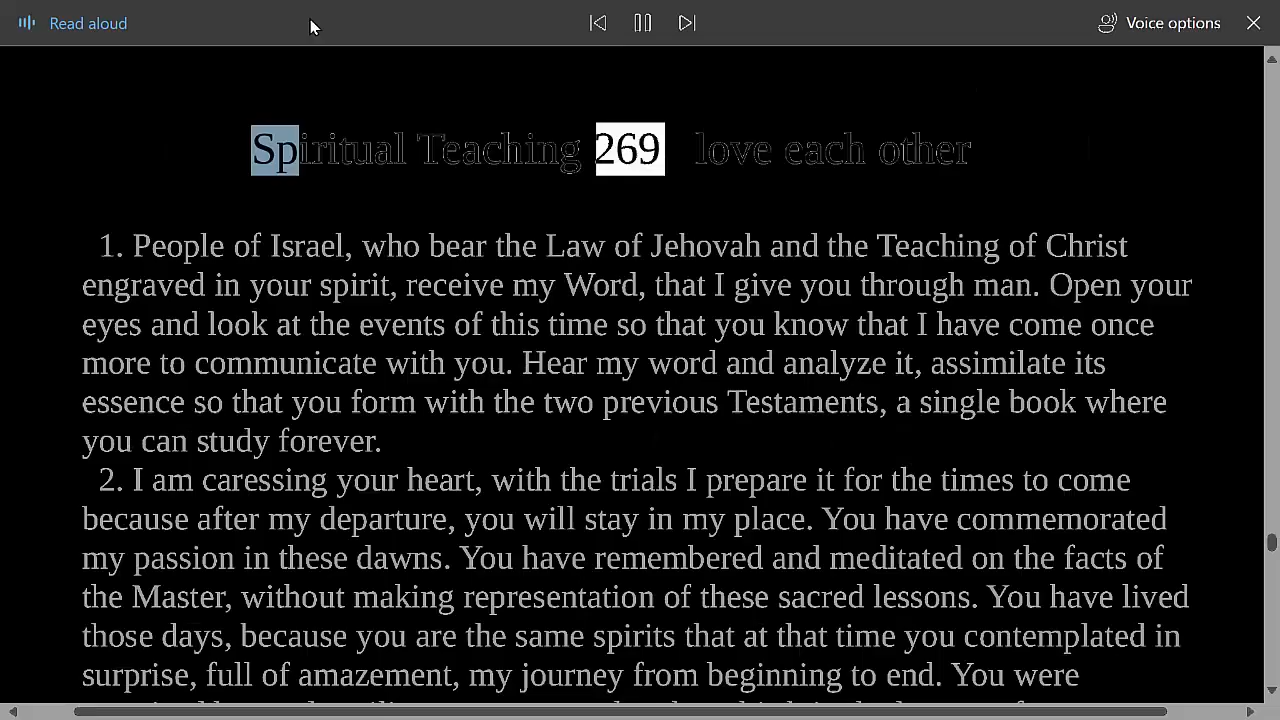 Read aloud
Voice options
Spiritual Teaching 269 love each other
1. People of Israel, who bear the Law of Jehovah and the Teaching of Christ
engraved in your spirit, receive my Word, that I give you through man. Open your
eyes and look at the events of this time so that you know that I have come once
more to communicate with you. Hear my word and analyze it, assimilate its
essence so that you form with the two previous Testaments, a single book where
you can study forever.
2. I am caressing your heart, with the trials I prepare it for the times to come
because after my departure, you will stay in my place. You have commemorated
my passion in these dawns. You have remembered and meditated on the facts of
the Master, without making representation of these sacred lessons. You have lived
those days, because you are the same spirits that at that time you contemplated in
surprise, full of amazement, my journey from beginning to end. You were